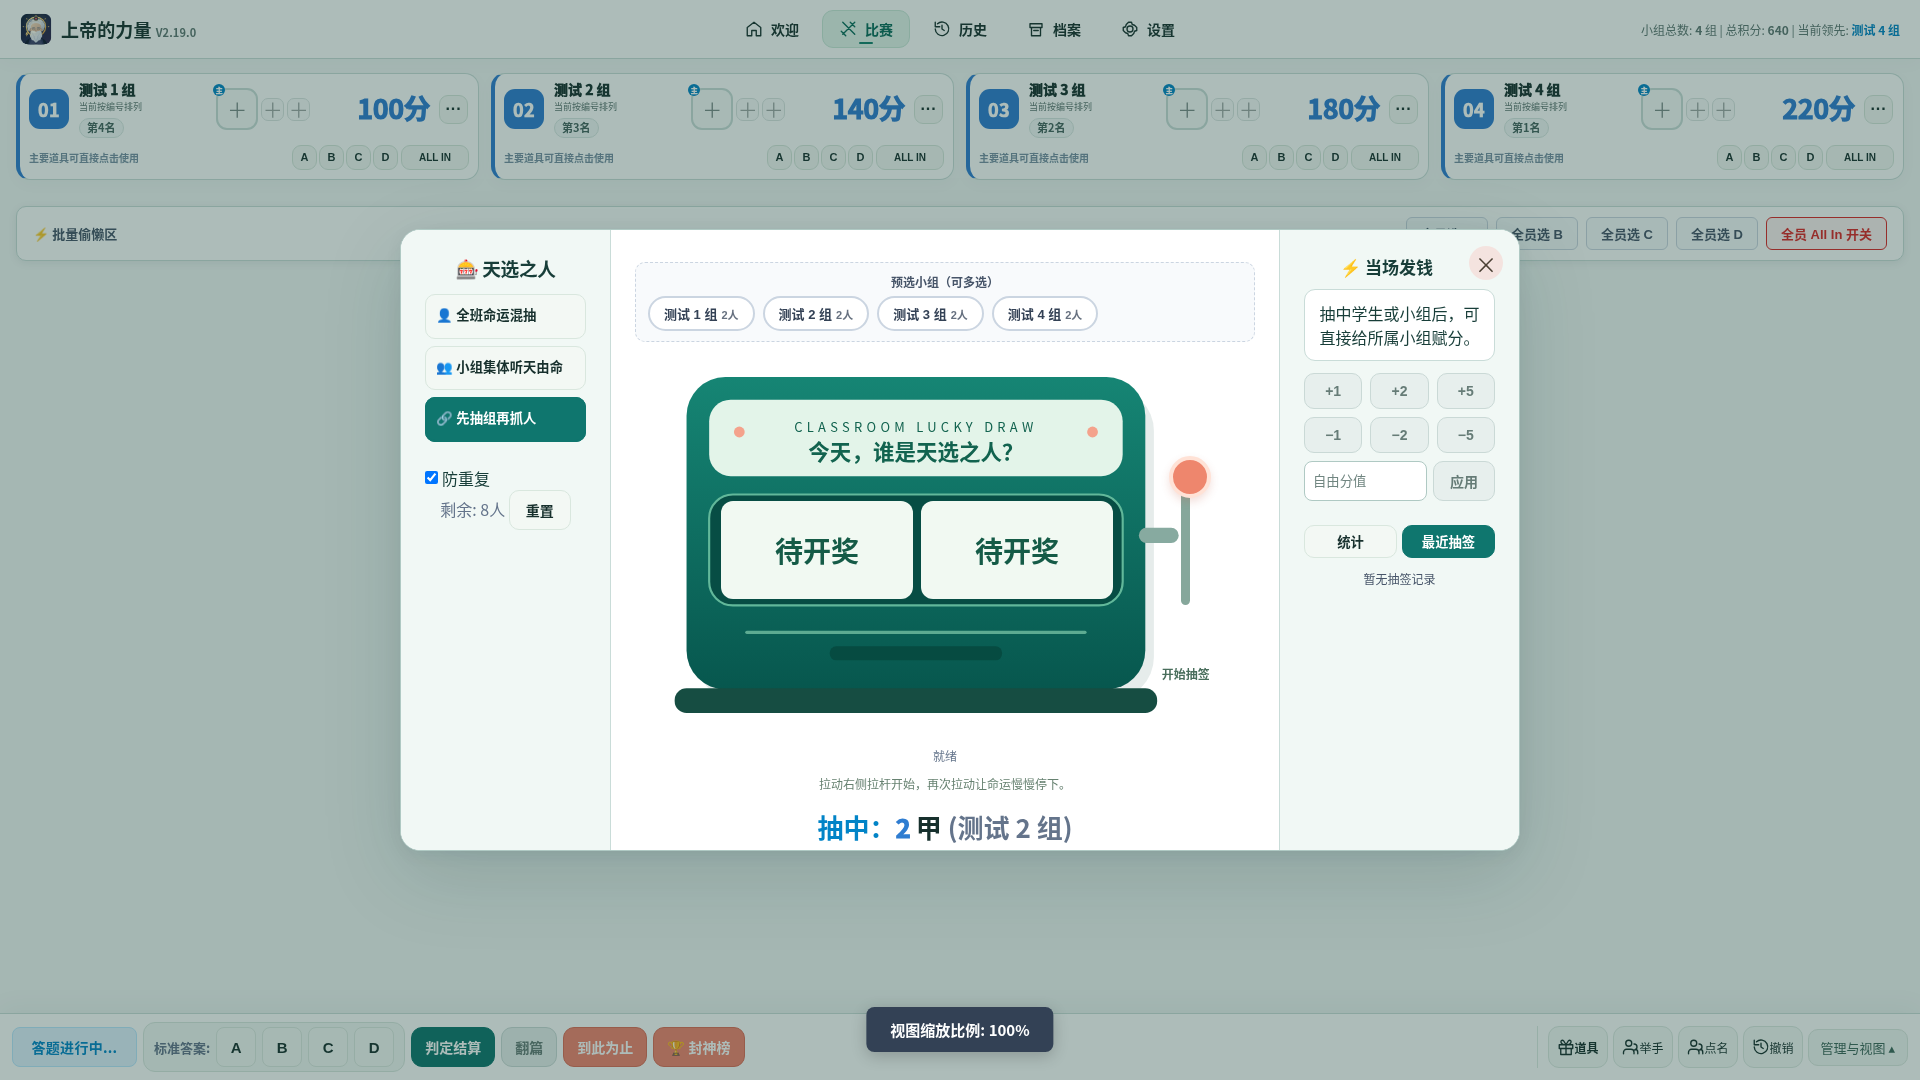 上帝的力量 V2.19.0
欢迎
比赛
历史
档案
设置
小组总数: 4 组 | 总积分: 640 | 当前领先: 测试 4 组
01
测试 1 组
当前按编号排列
第4名
主
100分
主要道具可直接点击使用
A
B
C
D
ALL IN
02
测试 2 组
当前按编号排列
第3名
主
140分
主要道具可直接点击使用
A
B
C
D
ALL IN
03
测试 3 组
当前按编号排列
第2名
主
180分
主要道具可直接点击使用
A
B
C
D
ALL IN
04
测试 4 组
当前按编号排列
第1名
主
220分
主要道具可直接点击使用
A
B
C
D
ALL IN
⚡ 批量偷懒区
全员选 B
全员选 C
全员选 D
全员 All In 开关
🎰 天选之人
👤 全班命运混抽
👥 小组集体听天由命
🔗 先抽组再抓人
防重复
剩余: 8人
重置
预选小组（可多选）
测试 1 组 2人
测试 2 组 2人
测试 3 组 2人
测试 4 组 2人
CLASSROOM LUCKY DRAW
今天，谁是天选之人？
待开奖
待开奖
开始抽签
就绪
拉动右侧拉杆开始，再次拉动让命运慢慢停下。
抽中：2 甲 (测试 2 组)
⚡ 当场发钱
抽中学生或小组后，可
直接给所属小组赋分。
+1
+2
+5
−1
−2
−5
自由分值
应用
统计
最近抽签
暂无抽签记录
视图缩放比例: 100%
答题进行中...
标准答案:
A
B
C
D
判定结算
翻篇
到此为止
🏆 封神榜
道具
举手
点名
撤销
管理与视图 ▴